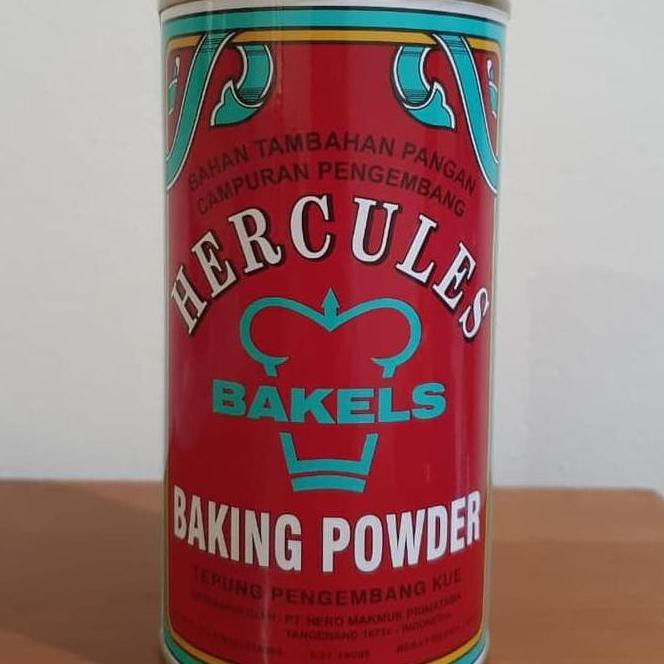 BAHAN TAMBAHAN PANGAN
CAMPURAN PENGEMBANG
HERCULES
BAKELS
BAKING POWDER
TEPUNG PENGEMBANG KUE
PT. HERO MAKMUR PRIMATAMA
TANGERANG - INDONESIA